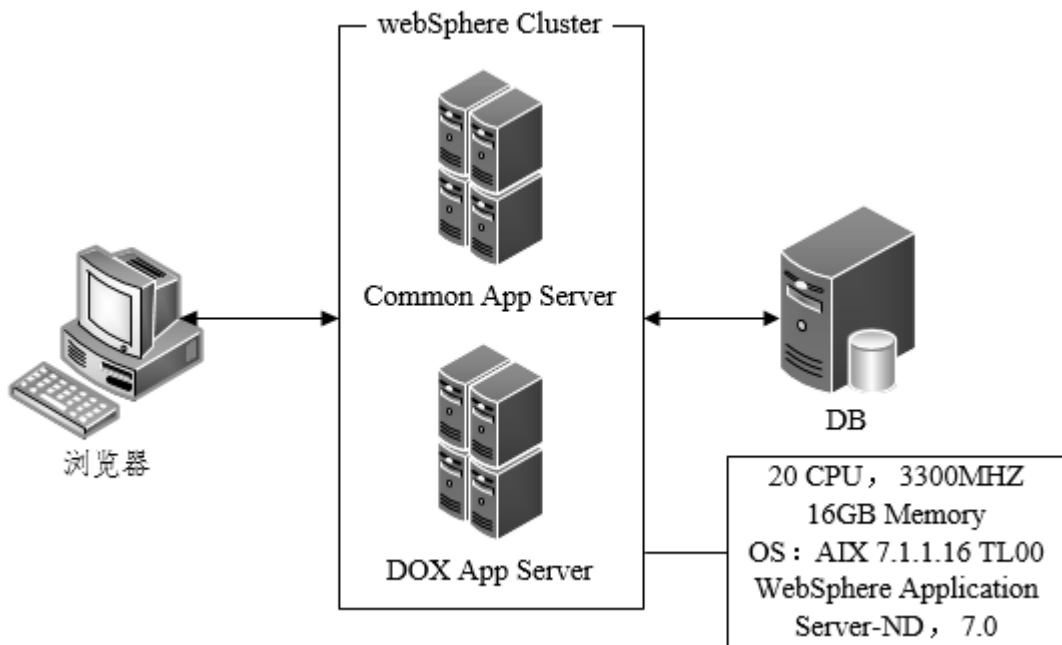 webSphere Cluster
Common App Server
浏览器
DB
DOX App Server
20 CPU，3300MHZ
16GB Memory
OS：AIX 7.1.1.16 TL00
WebSphere Application
Server-ND，7.0